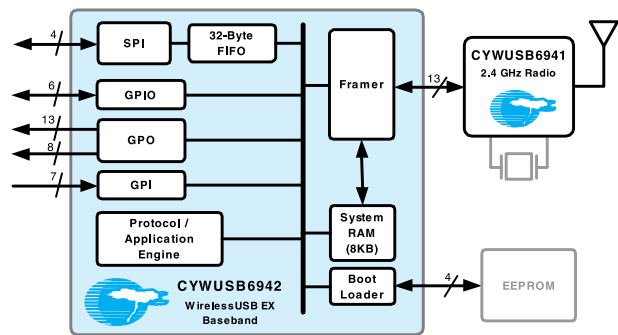 4
SPI
32-Byte
FIFO
6
GPIO
13
8
GPO
7
GPI
Protocol /
Application
Engine
Framer
System
RAM
(8KB)
Boot
Loader
CYWUSB6942
WirelessUSB EX
Baseband
13
CYWUSB6941
2.4 GHz Radio
4
EEPROM